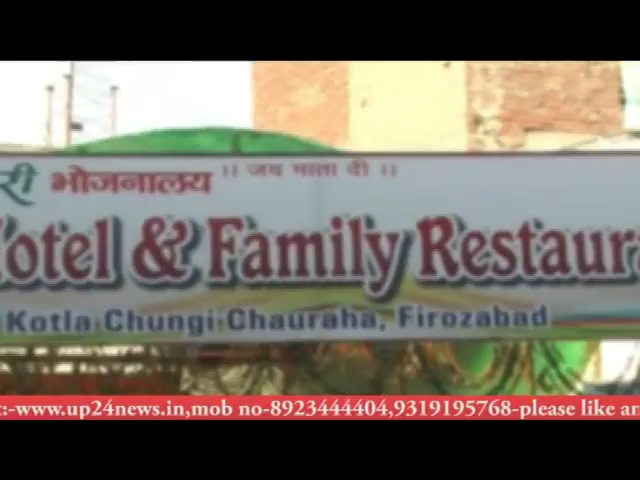 री भोजनालय || जय माता दी ||
Hotel & Family Restaura
Kotla Chungi Chauraha, Firozabad
t:-www.up24news.in,mob no-8923444404,9319195768-please like an